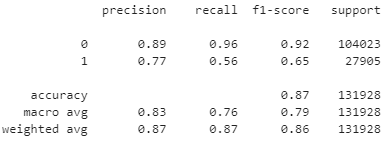 precision recall f1-score support
0 0.89 0.96 0.92 104023
1 0.77 0.56 0.65 27905
accuracy 0.87 131928
macro avg 0.83 0.76 0.79 131928
weighted avg 0.87 0.87 0.86 131928